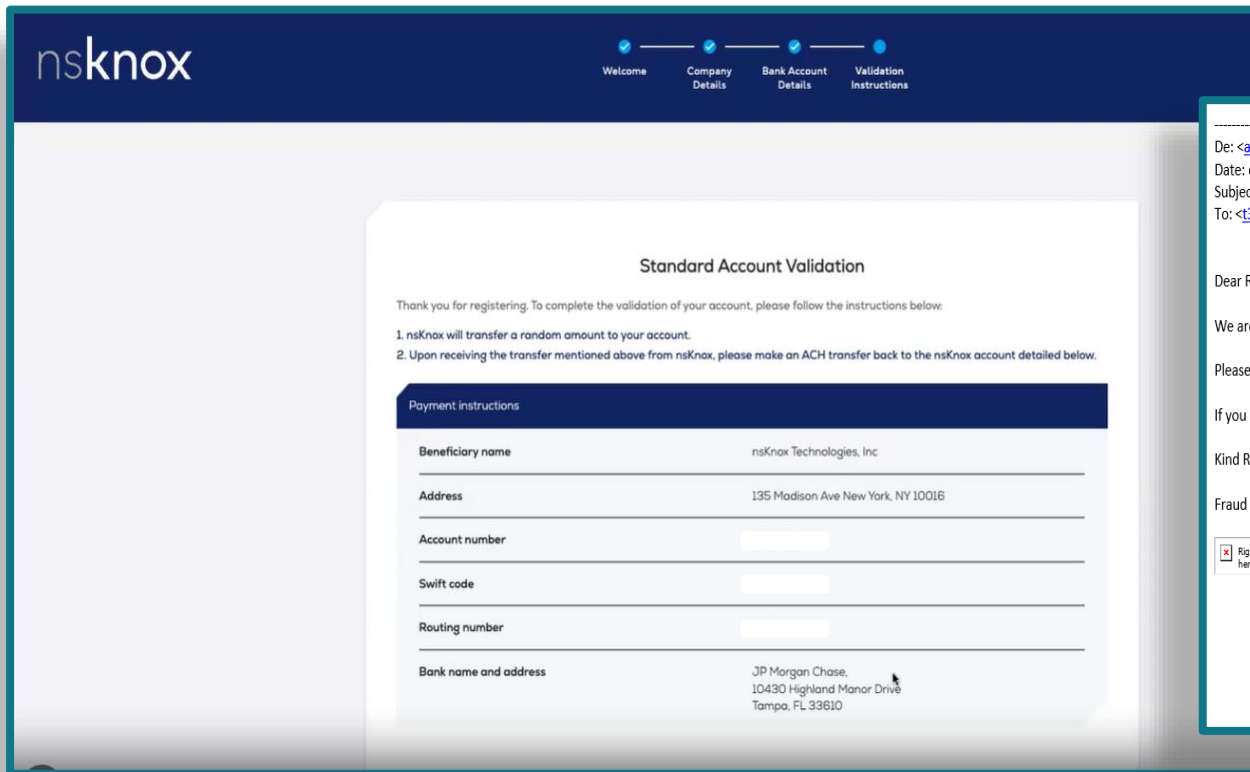 nsknox
Welcome
Company
Details
Bank Account
Details
Validation
Instructions
Standard Account Validation
Thank you for registering. To complete the validation of your account, please follow the instructions below:
1. nsKnox will transfer a random amount to your account.
2. Upon receiving the transfer mentioned above from nsKnox, please make an ACH transfer back to the nsKnox account detailed below.
Payment instructions
Beneficiary name nsKnox Technologies, Inc
Address 135 Madison Ave New York, NY 10016
Account number
Swift code
Routing number
Bank name and address JP Morgan Chase,
10430 Highland Manor Drive
Tampa, FL 33610
De: <a
Date:
Subjec
To: <t3
Dear R
We are
Please
If you
Kind R
Fraud
Rig
her